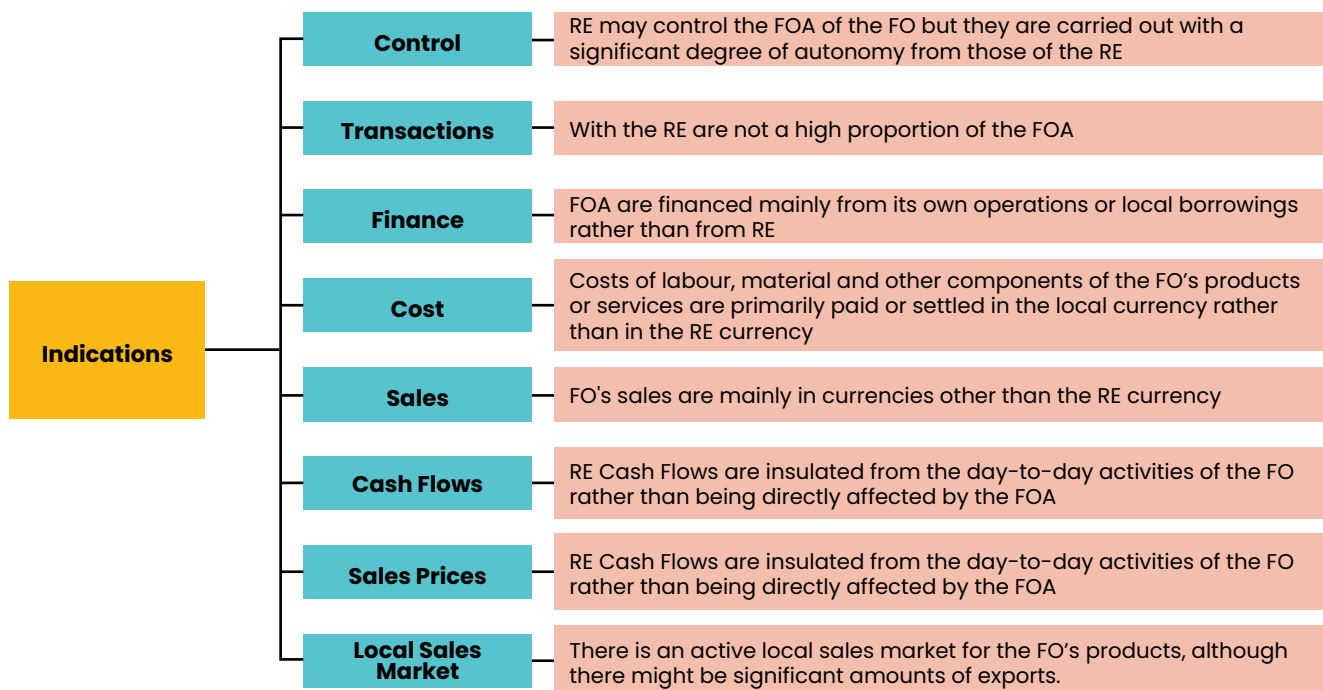 Indications
Control
RE may control the FOA of the FO but they are carried out with a
significant degree of autonomy from those of the RE
Transactions
With the RE are not a high proportion of the FOA
Finance
FOA are financed mainly from its own operations or local borrowings
rather than from RE
Cost
Costs of labour, material and other components of the FO’s products
or services are primarily paid or settled in the local currency rather
than in the RE currency
Sales
FO's sales are mainly in currencies other than the RE currency
Cash Flows
RE Cash Flows are insulated from the day-to-day activities of the FO
rather than being directly affected by the FOA
Sales Prices
RE Cash Flows are insulated from the day-to-day activities of the FO
rather than being directly affected by the FOA
Local Sales
Market
There is an active local sales market for the FO’s products, although
there might be significant amounts of exports.